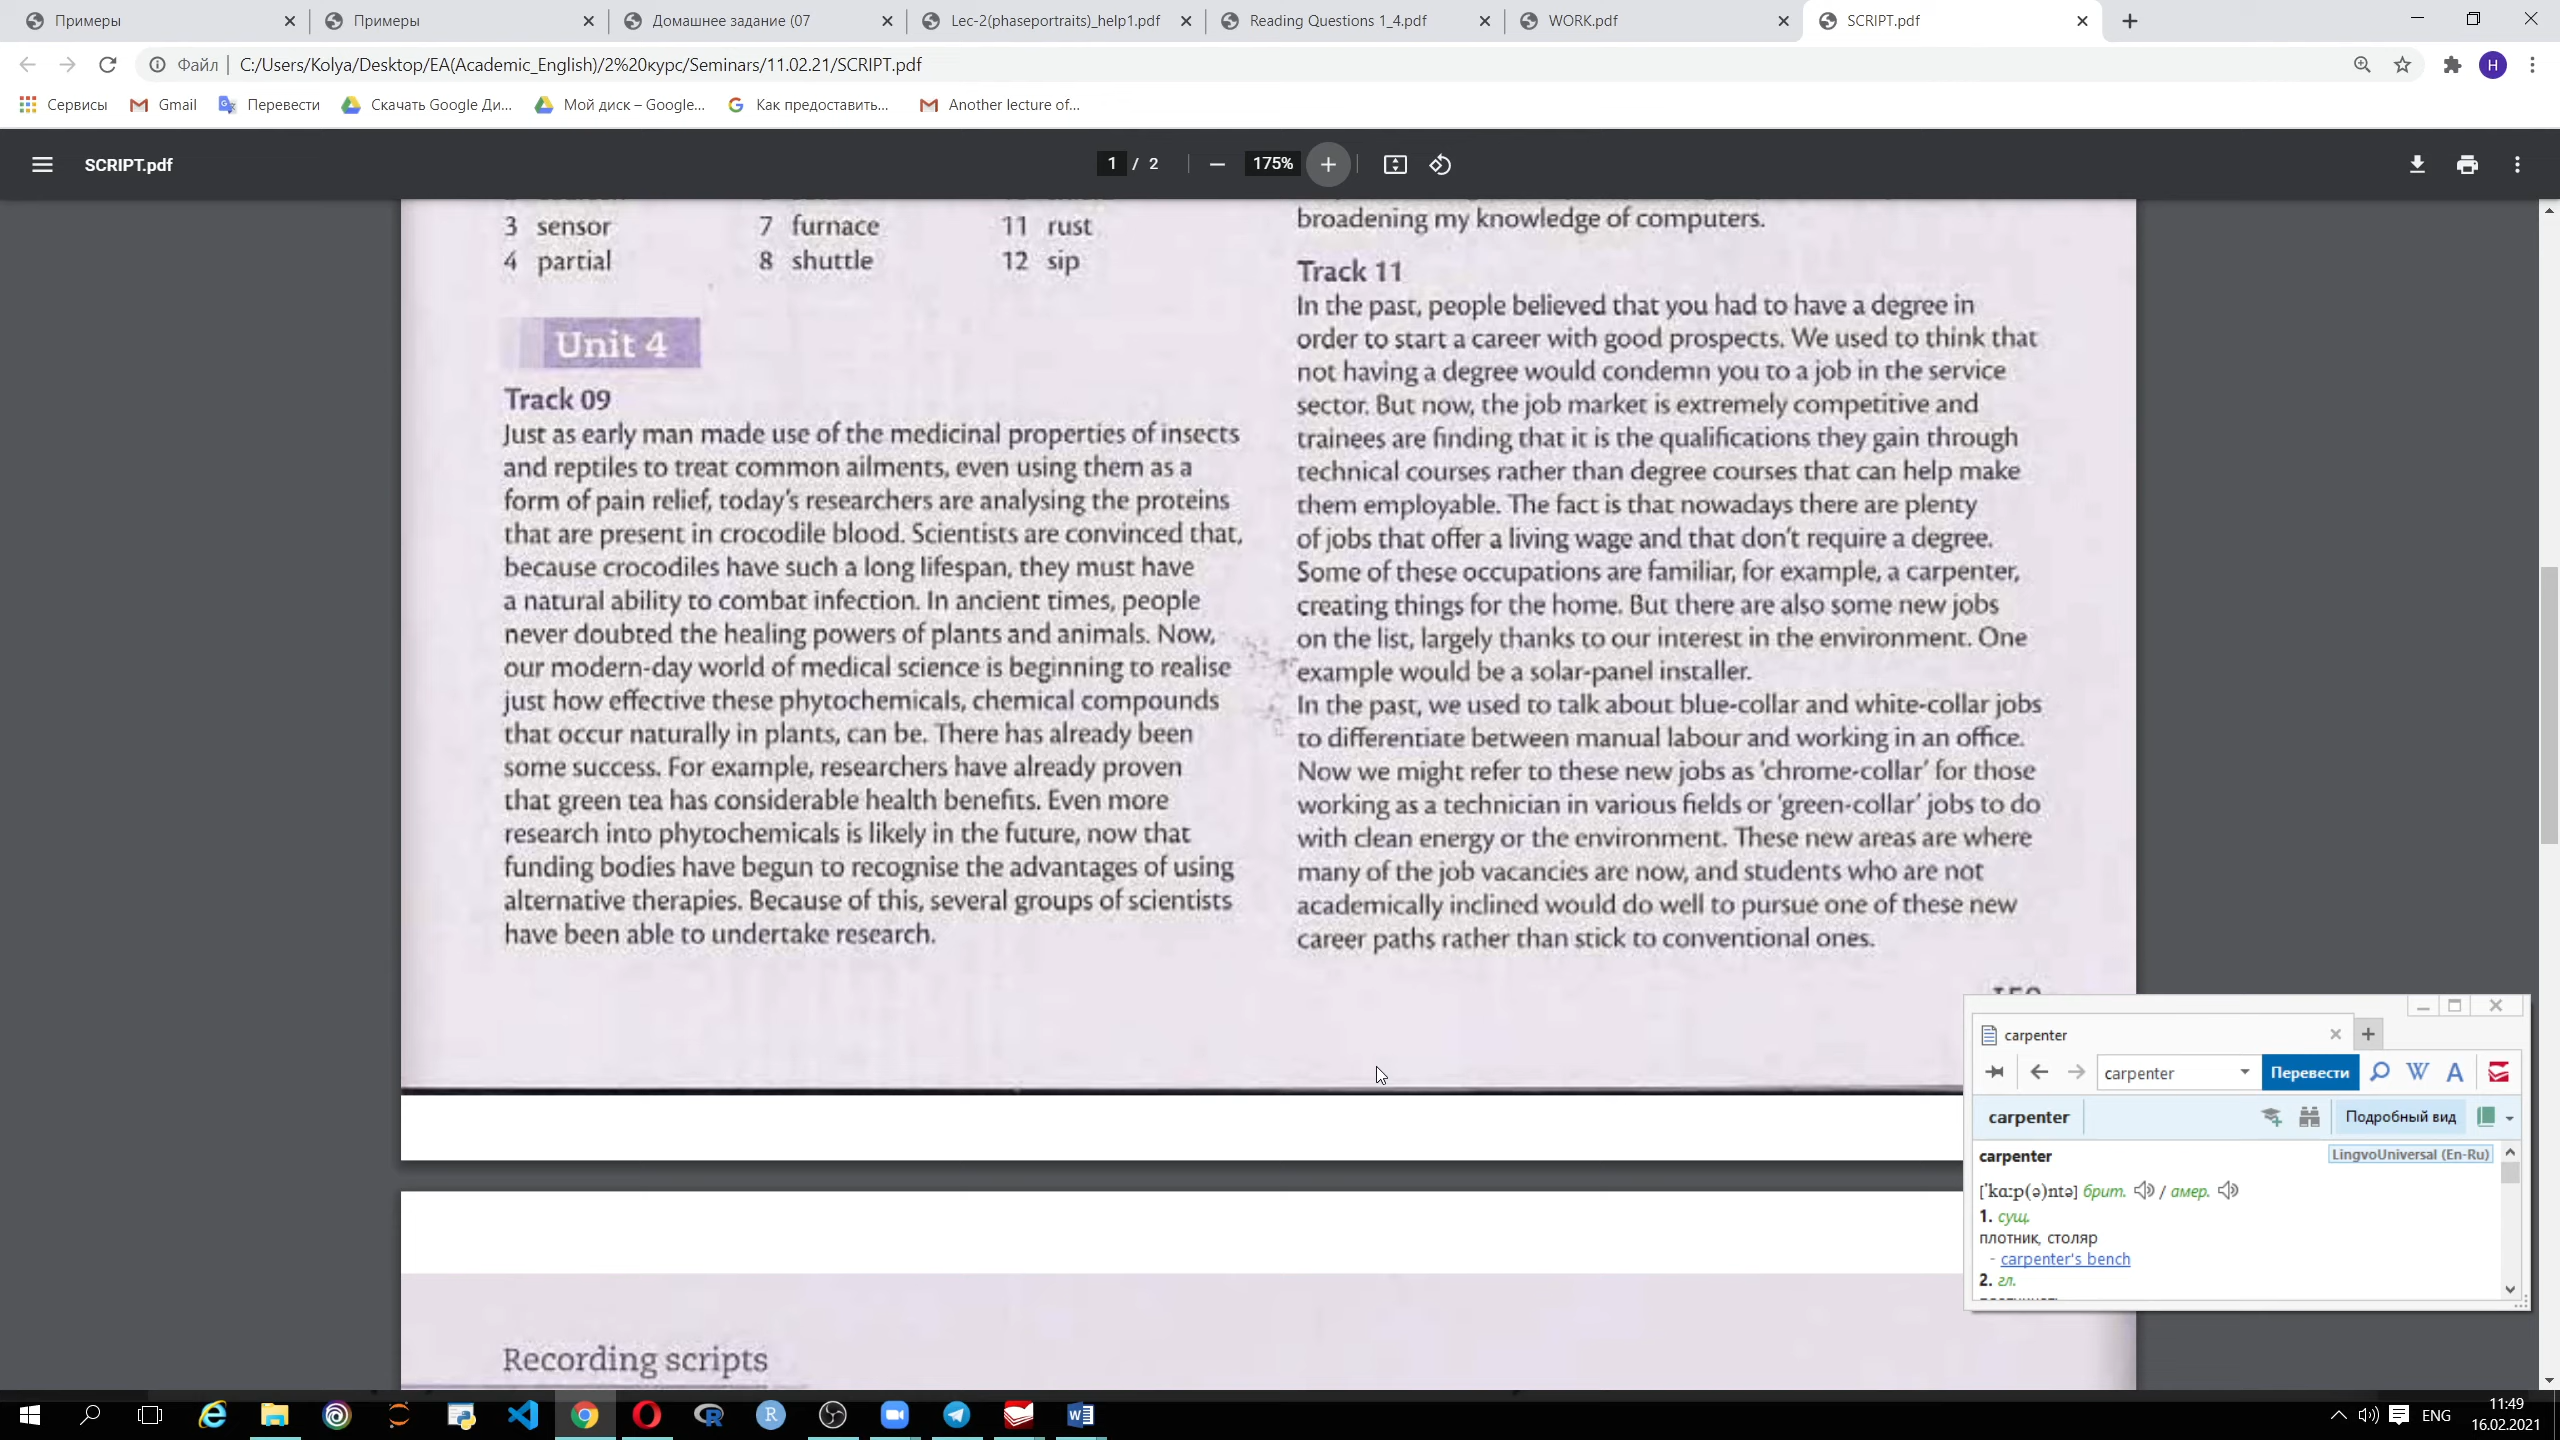 Примеры
Примеры
Домашнее задание (07
Lec-2(phaseportraits)_help1.pdf
Reading Questions 1_4.pdf
WORK.pdf
SCRIPT.pdf
Файл
C:/Users/Kolya/Desktop/EA(Academic_English)/2%20курс/Seminars/11.02.21/SCRIPT.pdf
H
Сервисы
Gmail
Перевести
Скачать Google Ди...
Мой диск – Google...
Как предоставить...
Another lecture of...
SCRIPT.pdf
1 / 2
175%
3 sensor 7 furnace 11 rust
4 partial 8 shuttle 12 sip
Unit 4
Track 09
Just as early man made use of the medicinal properties of insects
and reptiles to treat common ailments, even using them as a
form of pain relief, today's researchers are analysing the proteins
that are present in crocodile blood. Scientists are convinced that,
because crocodiles have such a long lifespan, they must have
a natural ability to combat infection. In ancient times, people
never doubted the healing powers of plants and animals. Now,
our modern-day world of medical science is beginning to realise
just how effective these phytochemicals, chemical compounds
that occur naturally in plants, can be. There has already been
some success. For example, researchers have already proven
that green tea has considerable health benefits. Even more
research into phytochemicals is likely in the future, now that
funding bodies have begun to recognise the advantages of using
alternative therapies. Because of this, several groups of scientists
have been able to undertake research.
broadening my knowledge of computers.
Track 11
In the past, people believed that you had to have a degree in
order to start a career with good prospects. We used to think that
not having a degree would condemn you to a job in the service
sector. But now, the job market is extremely competitive and
trainees are finding that it is the qualifications they gain through
technical courses rather than degree courses that can help make
them employable. The fact is that nowadays there are plenty
of jobs that offer a living wage and that don't require a degree.
Some of these occupations are familiar, for example, a carpenter,
creating things for the home. But there are also some new jobs
on the list, largely thanks to our interest in the environment. One
example would be a solar-panel installer.
In the past, we used to talk about blue-collar and white-collar jobs
to differentiate between manual labour and working in an office.
Now we might refer to these new jobs as 'chrome-collar' for those
working as a technician in various fields or 'green-collar' jobs to do
with clean energy or the environment. These new areas are where
many of the job vacancies are now, and students who are not
academically inclined would do well to pursue one of these new
career paths rather than stick to conventional ones.
Recording scripts
carpenter
carpenter
Перевести
W A
carpenter
Подробный вид
carpenter
LingvoUniversal (En-Ru)
['kɑːp(ə)ntə] брит. / амер.
1. сущ.
плотник, столяр
- carpenter's bench
2. гл.
ENG
11:49
16.02.2021